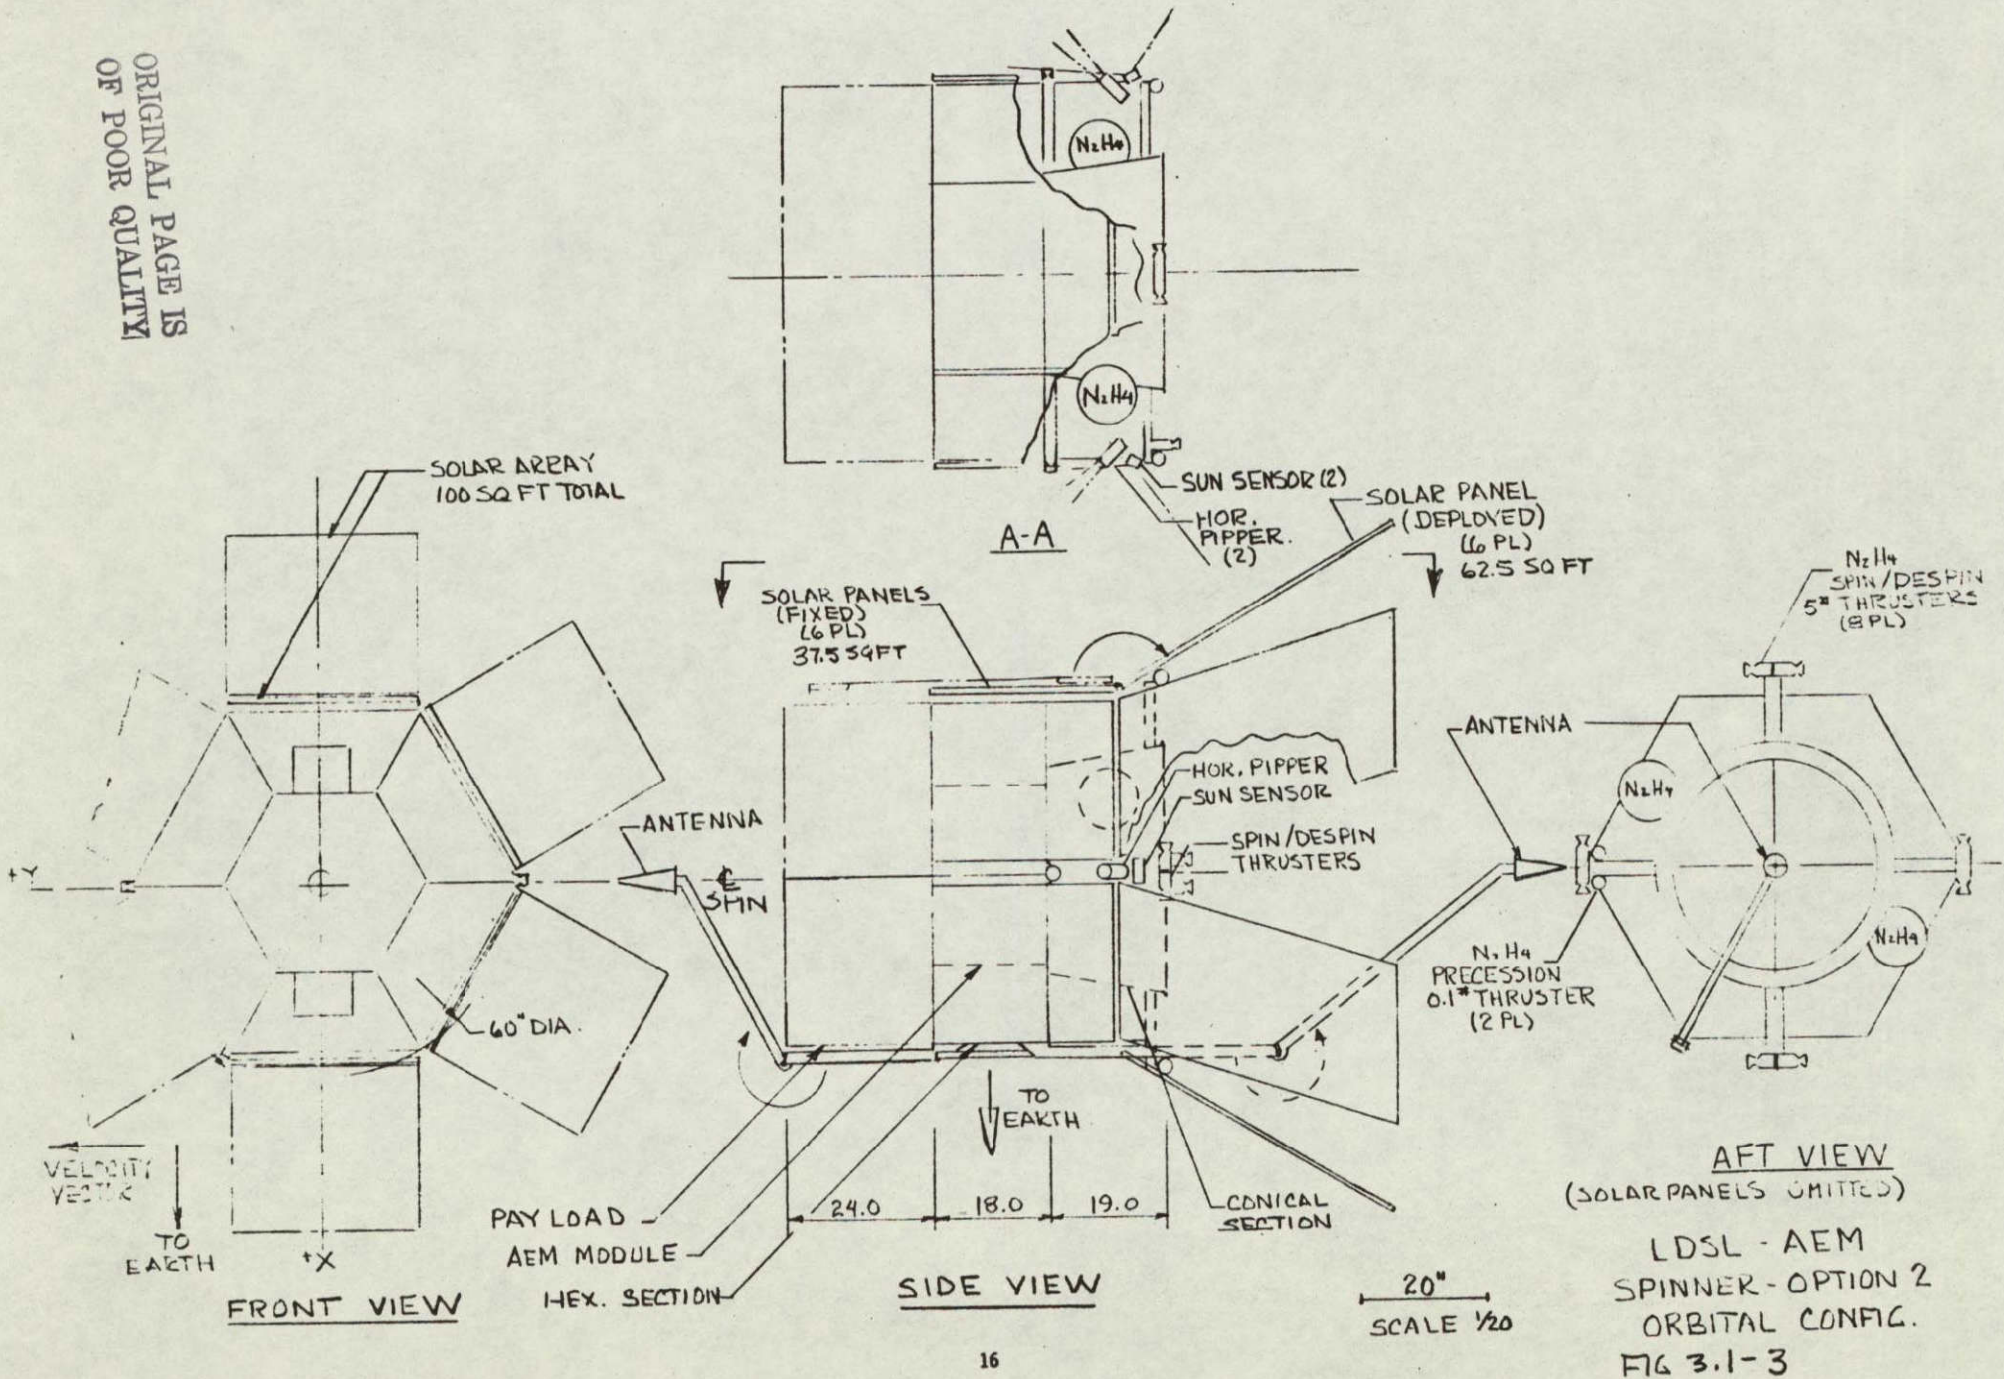 ORIGINAL PAGE IS
OF POOR QUALITY
N₂H₄
N₂H₄
SUN SENSOR (2)
HOR.
PIPPER.
(2)
A-A
SOLAR ARRAY
100 SQ FT TOTAL
SOLAR PANEL
(DEPLOYED)
(6 PL)
62.5 SQ FT
SOLAR PANELS
(FIXED)
(6 PL)
37.5 SQFT
N₂H₄
SPIN/DESPIN
5# THRUSTERS
(8 PL)
ANTENNA
℄
SPIN
HOR. PIPPER
SUN SENSOR
SPIN/DESPIN
THRUSTERS
ANTENNA
N₂H₄
N₂H₄
N₂H₄
PRECESSION
0.1# THRUSTER
(2 PL)
+Y
60" DIA.
VELOCITY
VECTOR
TO
EARTH
+X
FRONT VIEW
TO
EARTH
PAYLOAD
AEM MODULE
HEX. SECTION
24.0
18.0
19.0
CONICAL
SECTION
SIDE VIEW
20"
SCALE 1/20
AFT VIEW
(SOLAR PANELS OMITTED)
LDSL - AEM
SPINNER - OPTION 2
ORBITAL CONFIG.
FIG 3.1-3
16